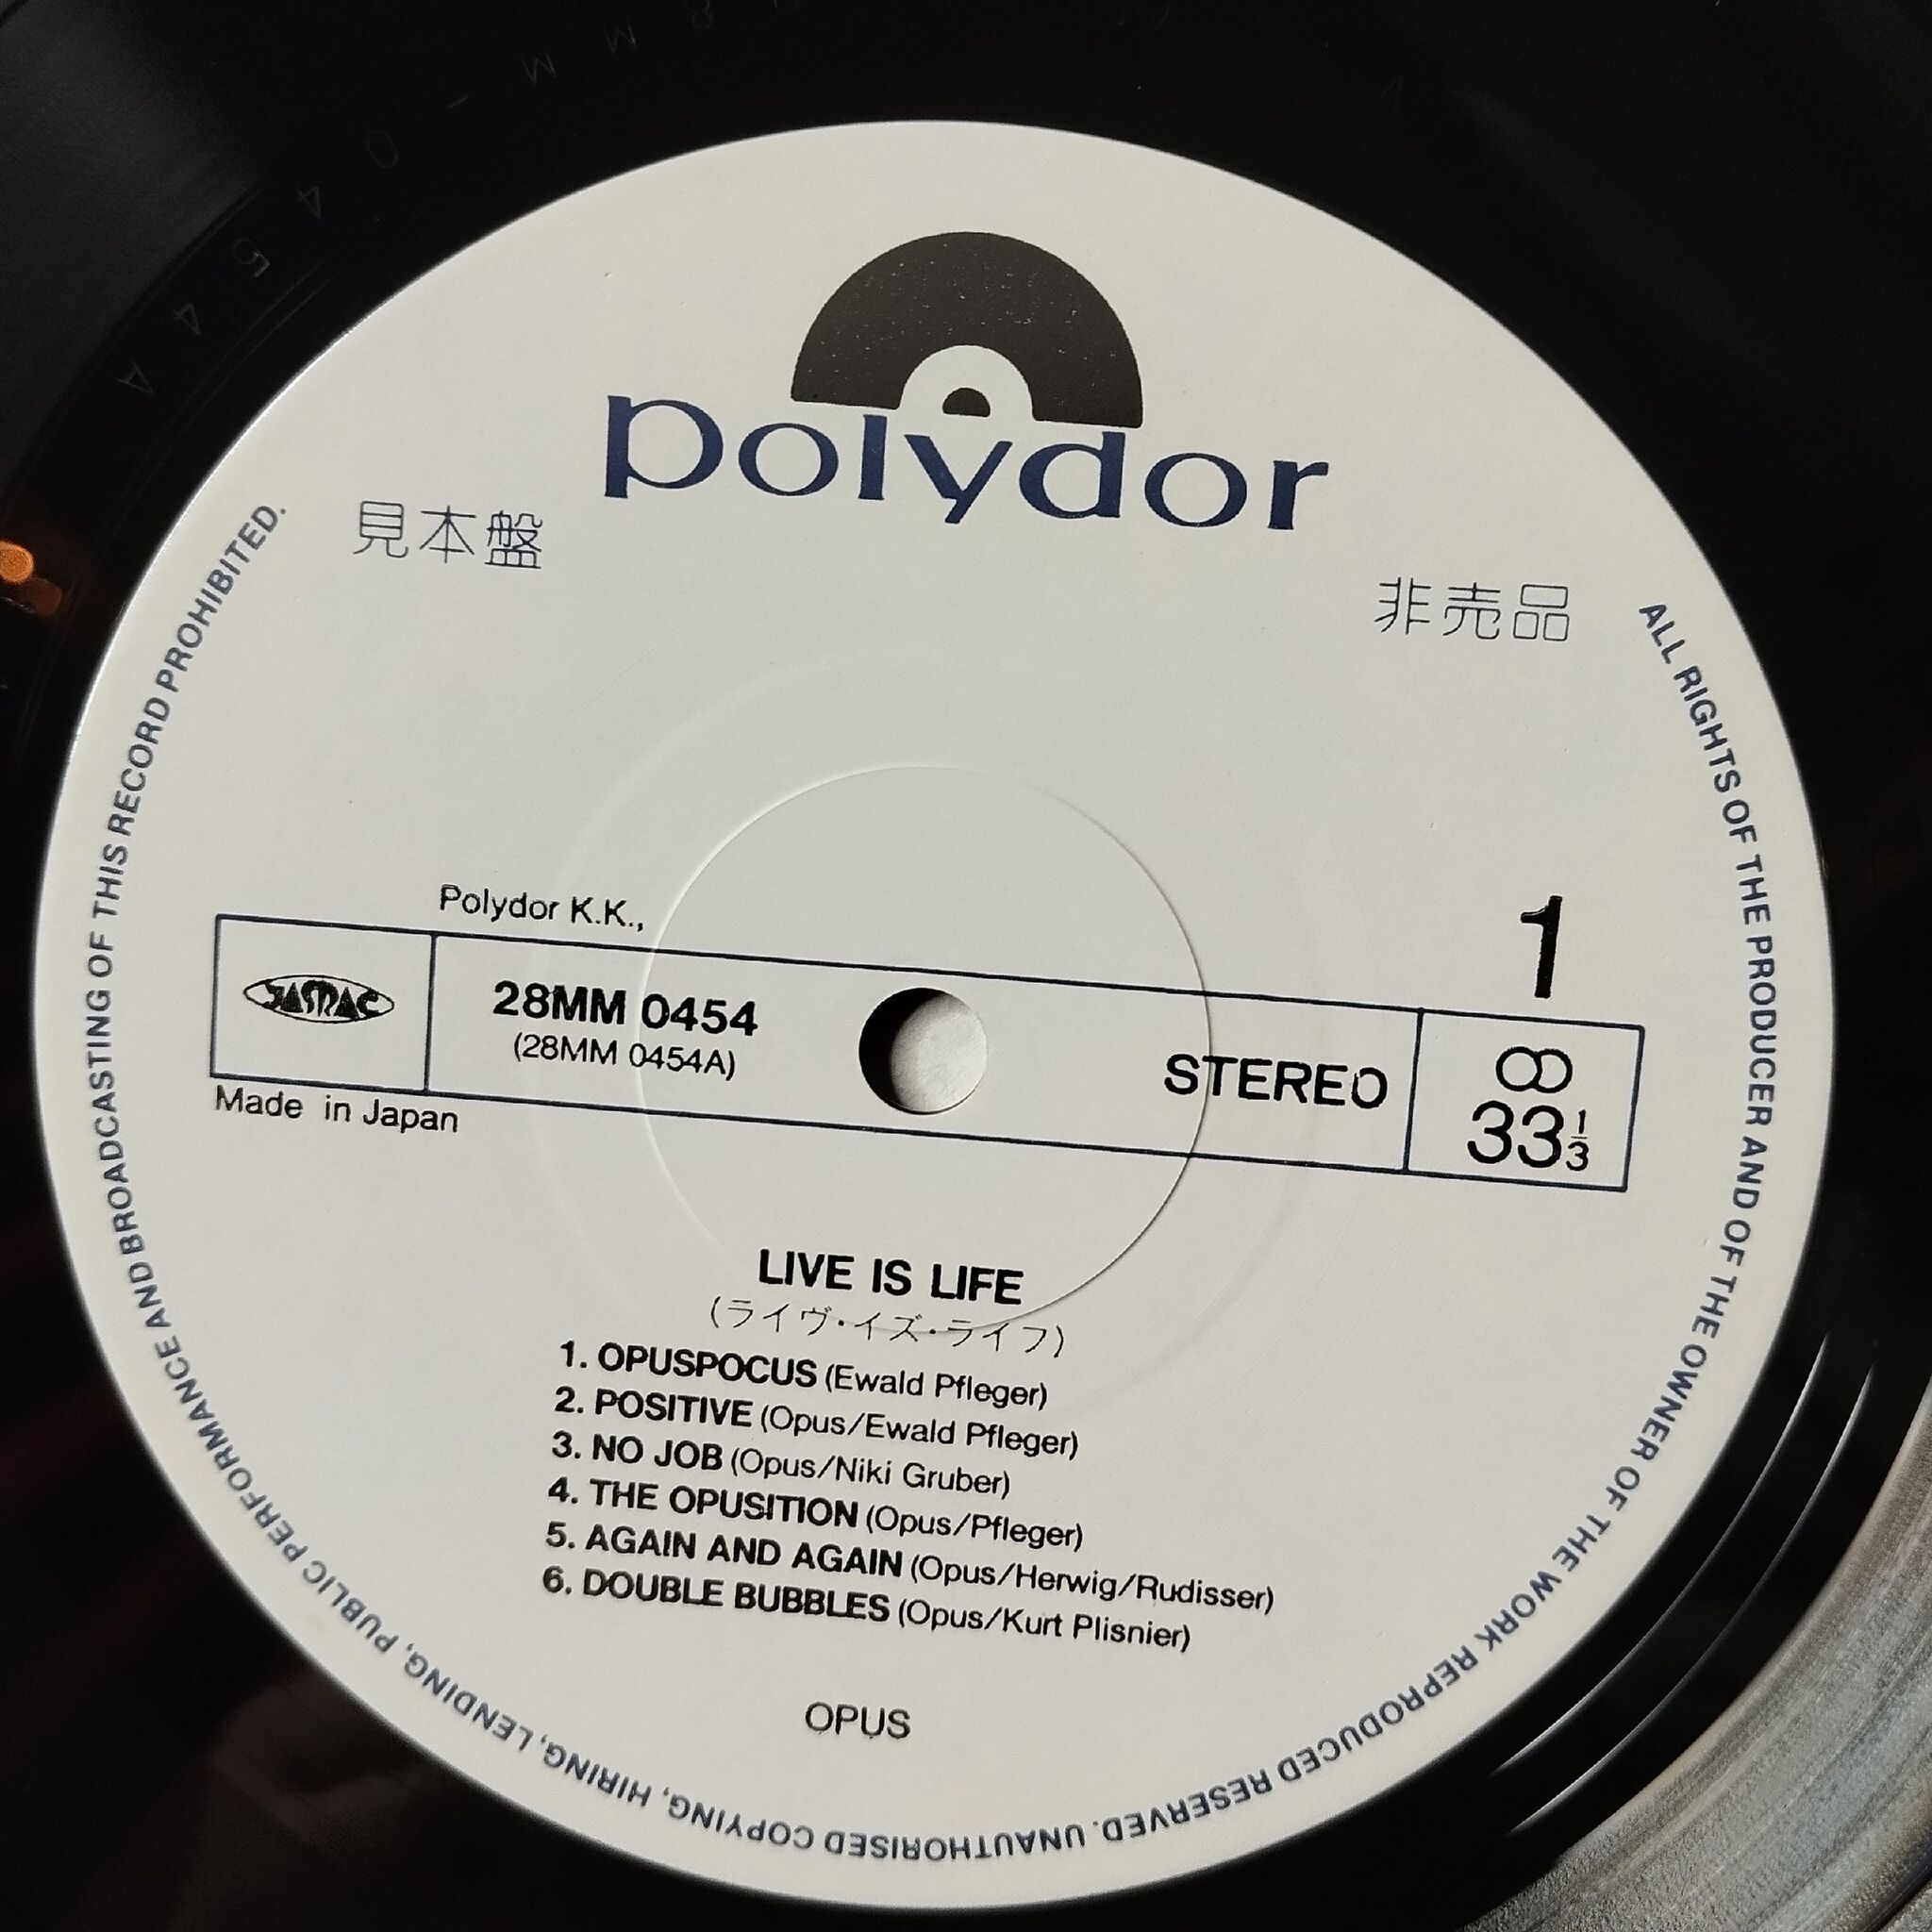 polydor
見本盤
非売品
Polydor K.K.,
1
JASRAC
28MM 0454
(28MM 0454A)
STEREO
33 1/3
Made in Japan
LIVE IS LIFE
(ライヴ・イズ・ライフ)
1. OPUSPOCUS (Ewald Pfleger)
2. POSITIVE (Opus/Ewald Pfleger)
3. NO JOB (Opus/Niki Gruber)
4. THE OPUSITION (Opus/Pfleger)
5. AGAIN AND AGAIN (Opus/Herwig/Rudisser)
6. DOUBLE BUBBLES (Opus/Kurt Plisnier)
OPUS
ALL RIGHTS OF THE PRODUCER AND OF THE OWNER OF THE WORK REPRODUCED RESERVED. UNAUTHORISED COPYING, HIRING, LENDING, PUBLIC PERFORMANCE AND BROADCASTING OF THIS RECORD PROHIBITED.